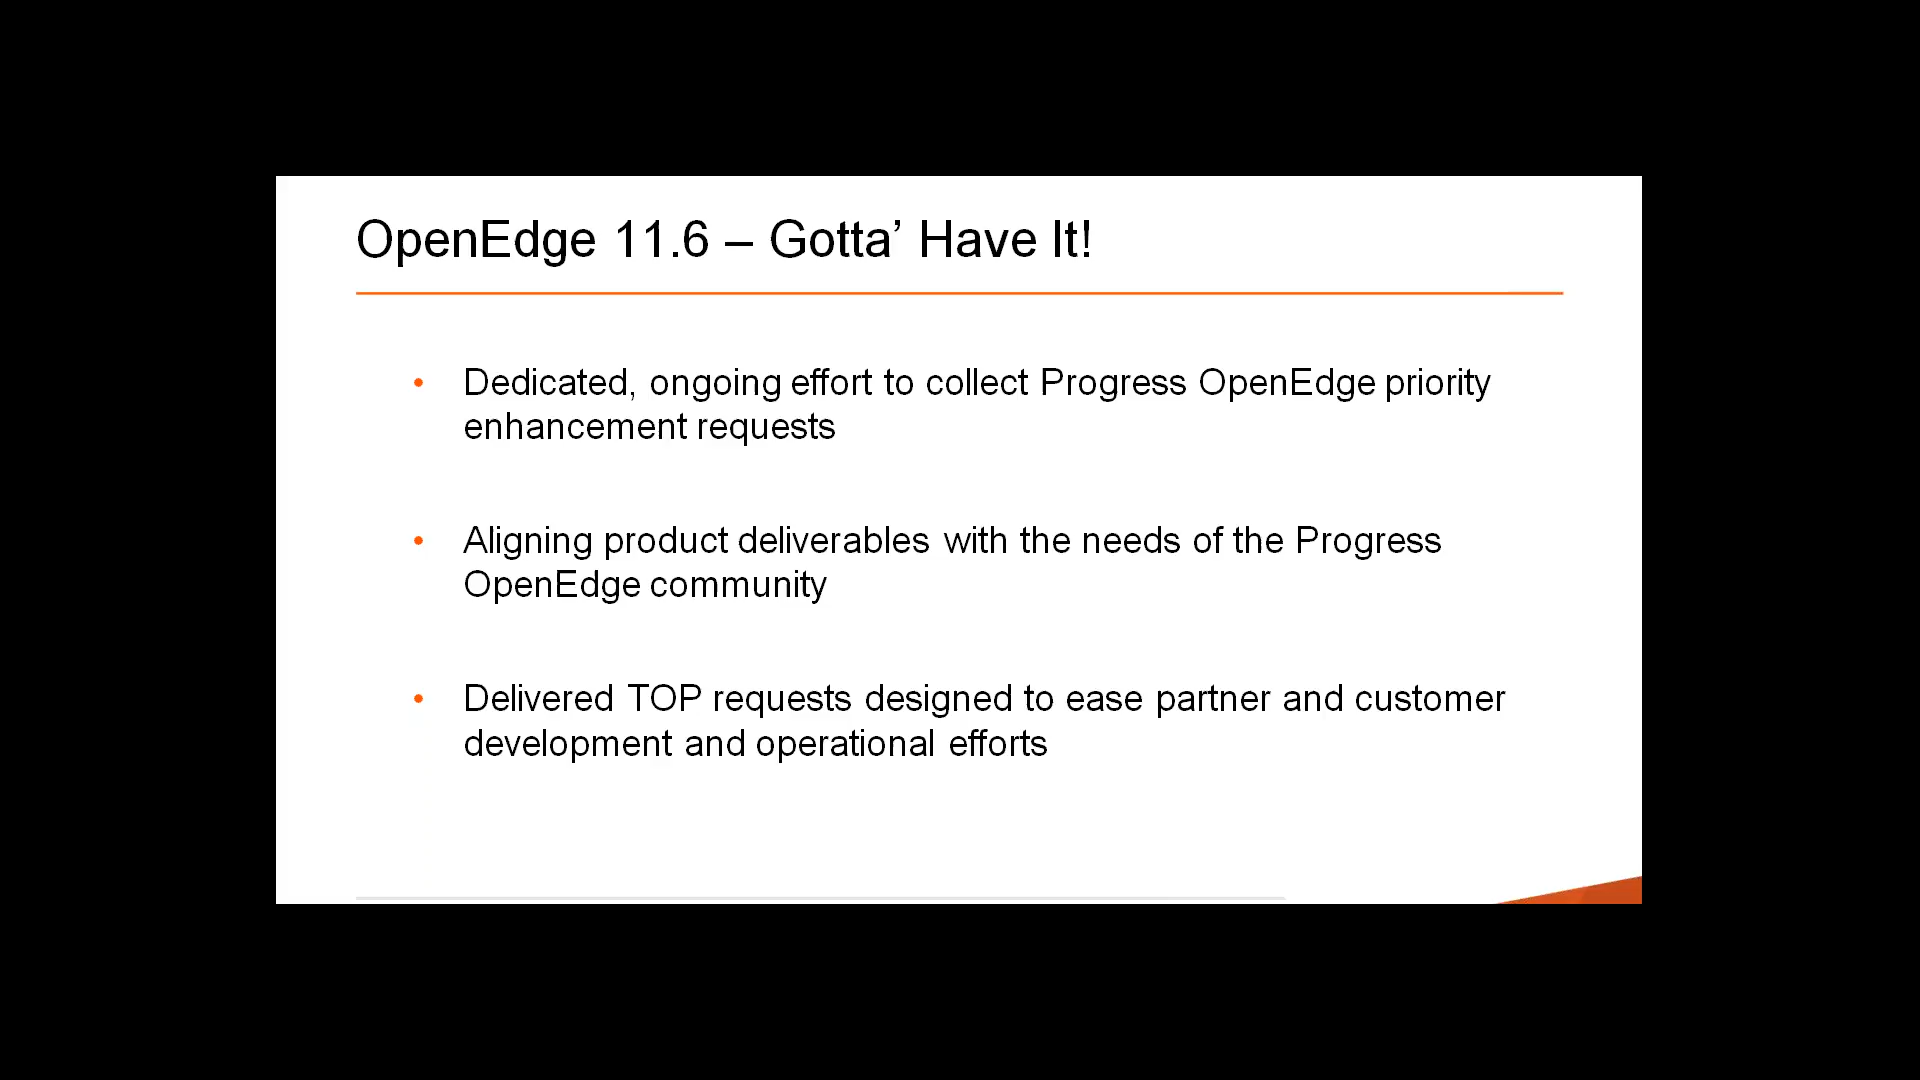 OpenEdge 11.6 – Gotta’ Have It!
• Dedicated, ongoing effort to collect Progress OpenEdge priority
enhancement requests
• Aligning product deliverables with the needs of the Progress
OpenEdge community
• Delivered TOP requests designed to ease partner and customer
development and operational efforts